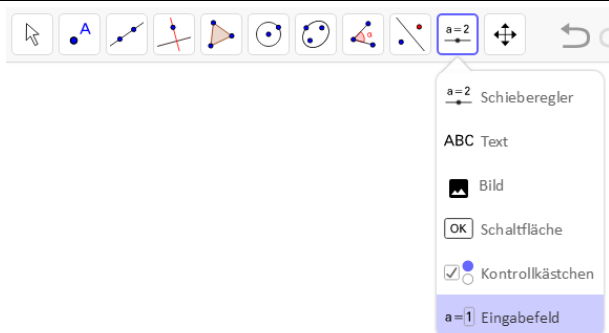 A
α
a=2
a=2 Schieberegler
ABC Text
Bild
OK Schaltfläche
Kontrollkästchen
a=1 Eingabefeld